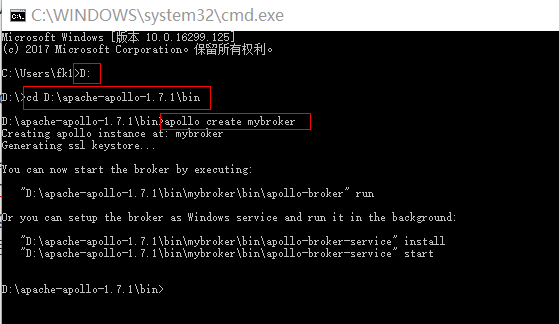 C:\WINDOWS\system32\cmd.exe
Microsoft Windows [版本 10.0.16299.125]
(c) 2017 Microsoft Corporation。保留所有权利。
C:\Users\fki>D:
D:\>cd D:\apache-apollo-1.7.1\bin
D:\apache-apollo-1.7.1\bin>apollo create mybroker
Creating apollo instance at: mybroker
Generating ssl keystore...
You can now start the broker by executing:
"D:\apache-apollo-1.7.1\bin\mybroker\bin\apollo-broker" run
Or you can setup the broker as Windows service and run it in the background:
"D:\apache-apollo-1.7.1\bin\mybroker\bin\apollo-broker-service" install
"D:\apache-apollo-1.7.1\bin\mybroker\bin\apollo-broker-service" start
D:\apache-apollo-1.7.1\bin>